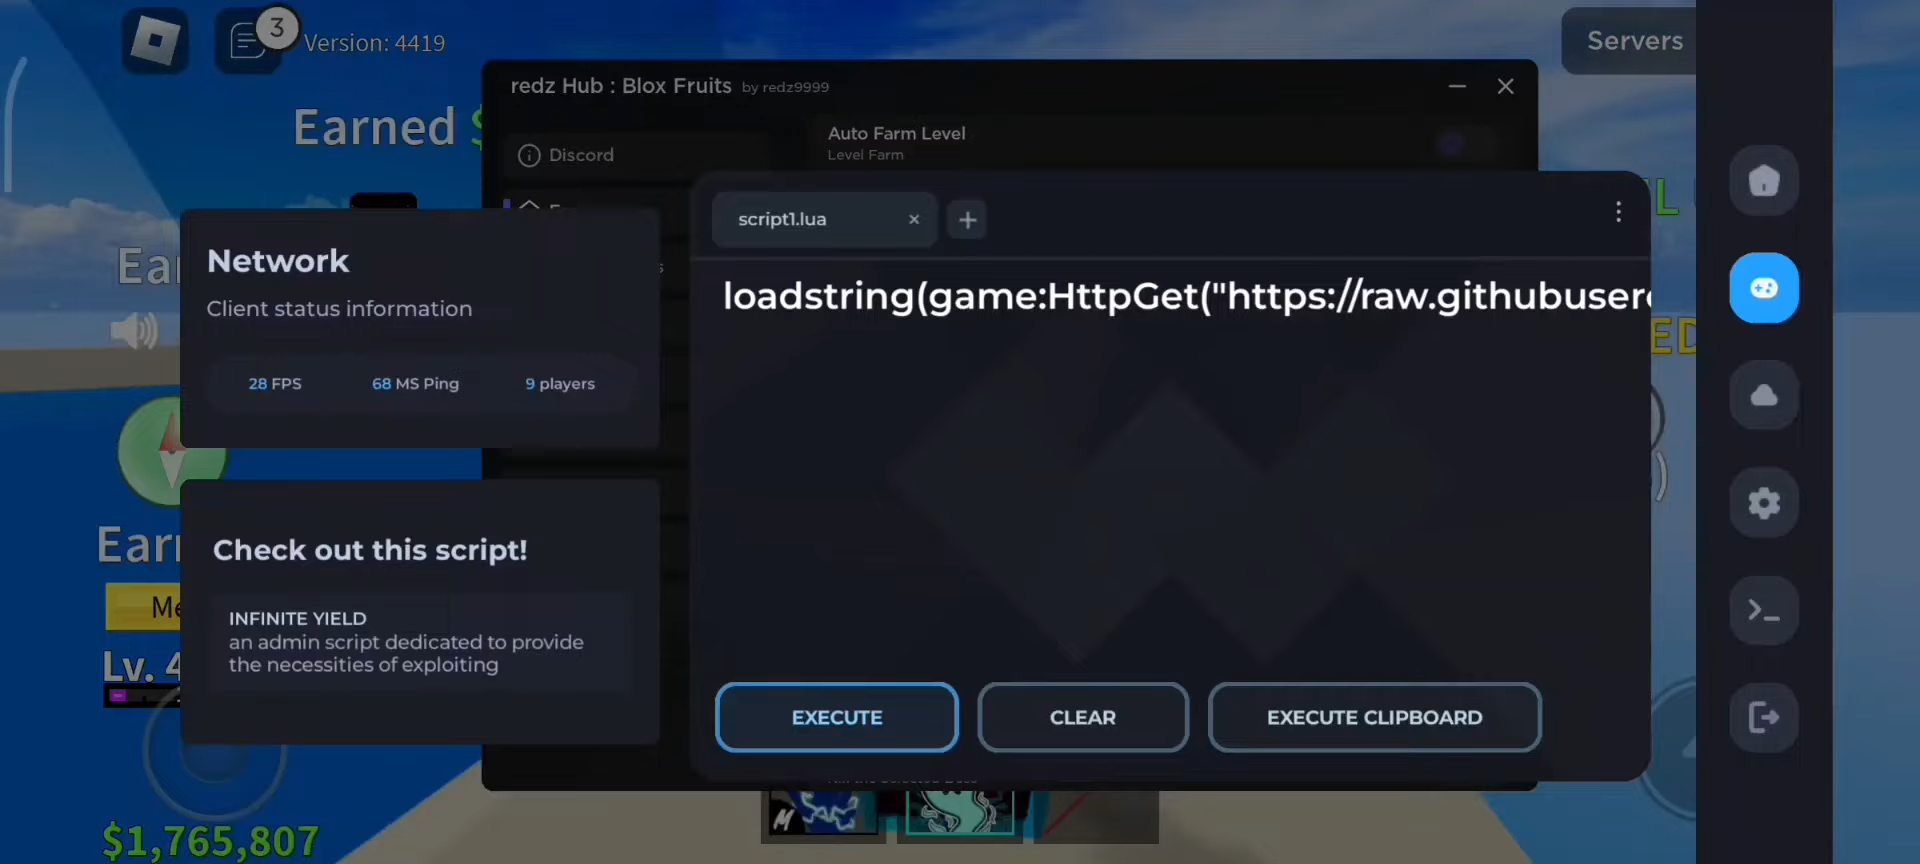 3
Version: 4419
Servers
redz Hub : Blox Fruits by redz9999
Earned $
Auto Farm Level
Level Farm
Discord
script1.lua
Network
Client status information
loadstring(game:HttpGet("https://raw.githubuser
28 FPS
68 MS Ping
9 players
Check out this script!
INFINITE YIELD
an admin script dedicated to provide
the necessities of exploiting
Lv. 4
EXECUTE
CLEAR
EXECUTE CLIPBOARD
M
$1,765,807